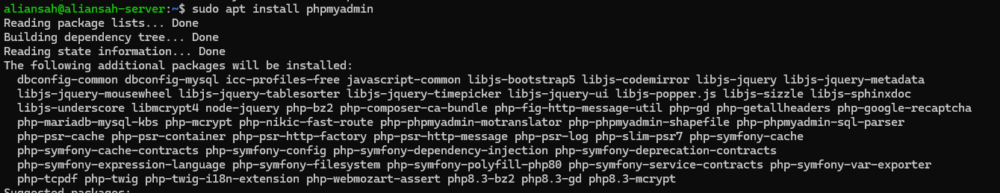 aliansah@aliansah-server:~$ sudo apt install phpmyadmin
Reading package lists... Done
Building dependency tree... Done
Reading state information... Done
The following additional packages will be installed:
  dbconfig-common dbconfig-mysql icc-profiles-free javascript-common libjs-bootstrap5 libjs-codemirror libjs-jquery libjs-jquery-metadata
  libjs-jquery-mousewheel libjs-jquery-tablesorter libjs-jquery-timepicker libjs-jquery-ui libjs-popper.js libjs-sizzle libjs-sphinxdoc
  libjs-underscore libmcrypt4 node-jquery php-bz2 php-composer-ca-bundle php-fig-http-message-util php-gd php-getallheaders php-google-recaptcha
  php-mariadb-mysql-kbs php-mcrypt php-nikic-fast-route php-phpmyadmin-motranslator php-phpmyadmin-shapefile php-phpmyadmin-sql-parser
  php-psr-cache php-psr-container php-psr-http-factory php-psr-http-message php-psr-log php-slim-psr7 php-symfony-cache
  php-symfony-cache-contracts php-symfony-config php-symfony-dependency-injection php-symfony-deprecation-contracts
  php-symfony-expression-language php-symfony-filesystem php-symfony-polyfill-php80 php-symfony-service-contracts php-symfony-var-exporter
  php-tcpdf php-twig php-twig-i18n-extension php-webmozart-assert php8.3-bz2 php8.3-gd php8.3-mcrypt
Suggested packages: